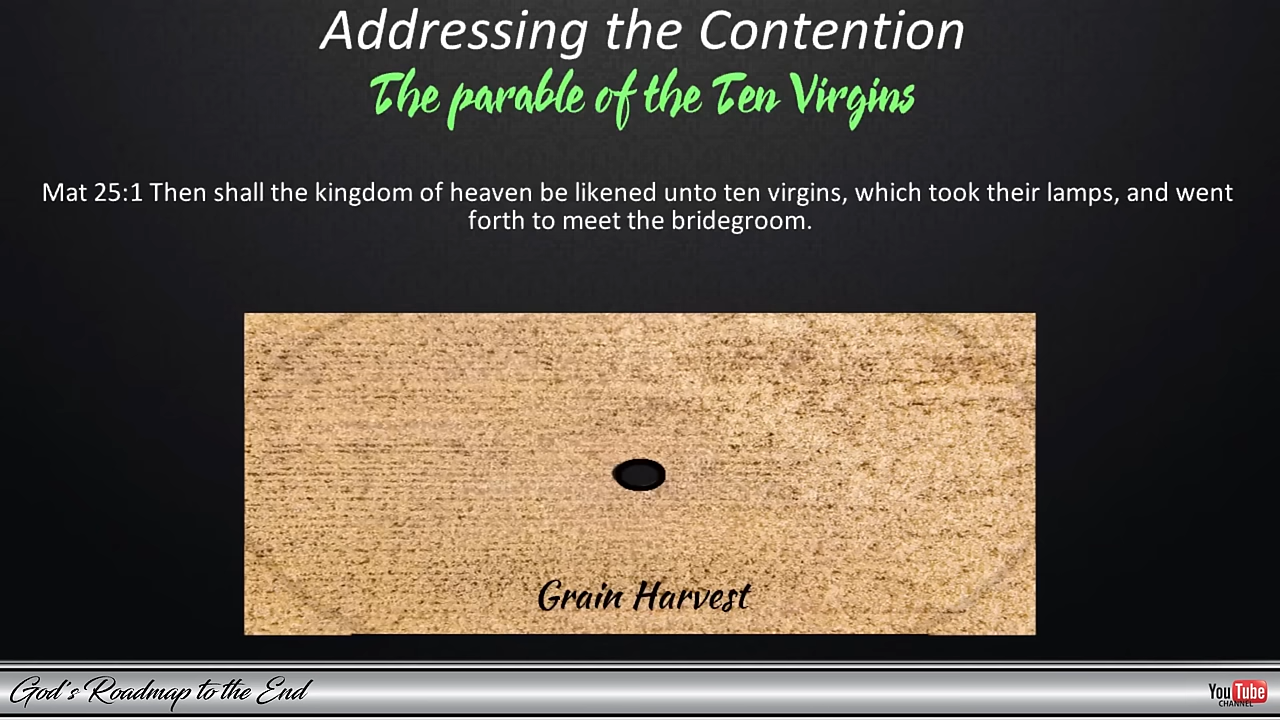 Addressing the Contention
The parable of the Ten Virgins
Mat 25:1 Then shall the kingdom of heaven be likened unto ten virgins, which took their lamps, and went
forth to meet the bridegroom.
Grain Harvest
God's Roadmap to the End
YouTube
CHANNEL